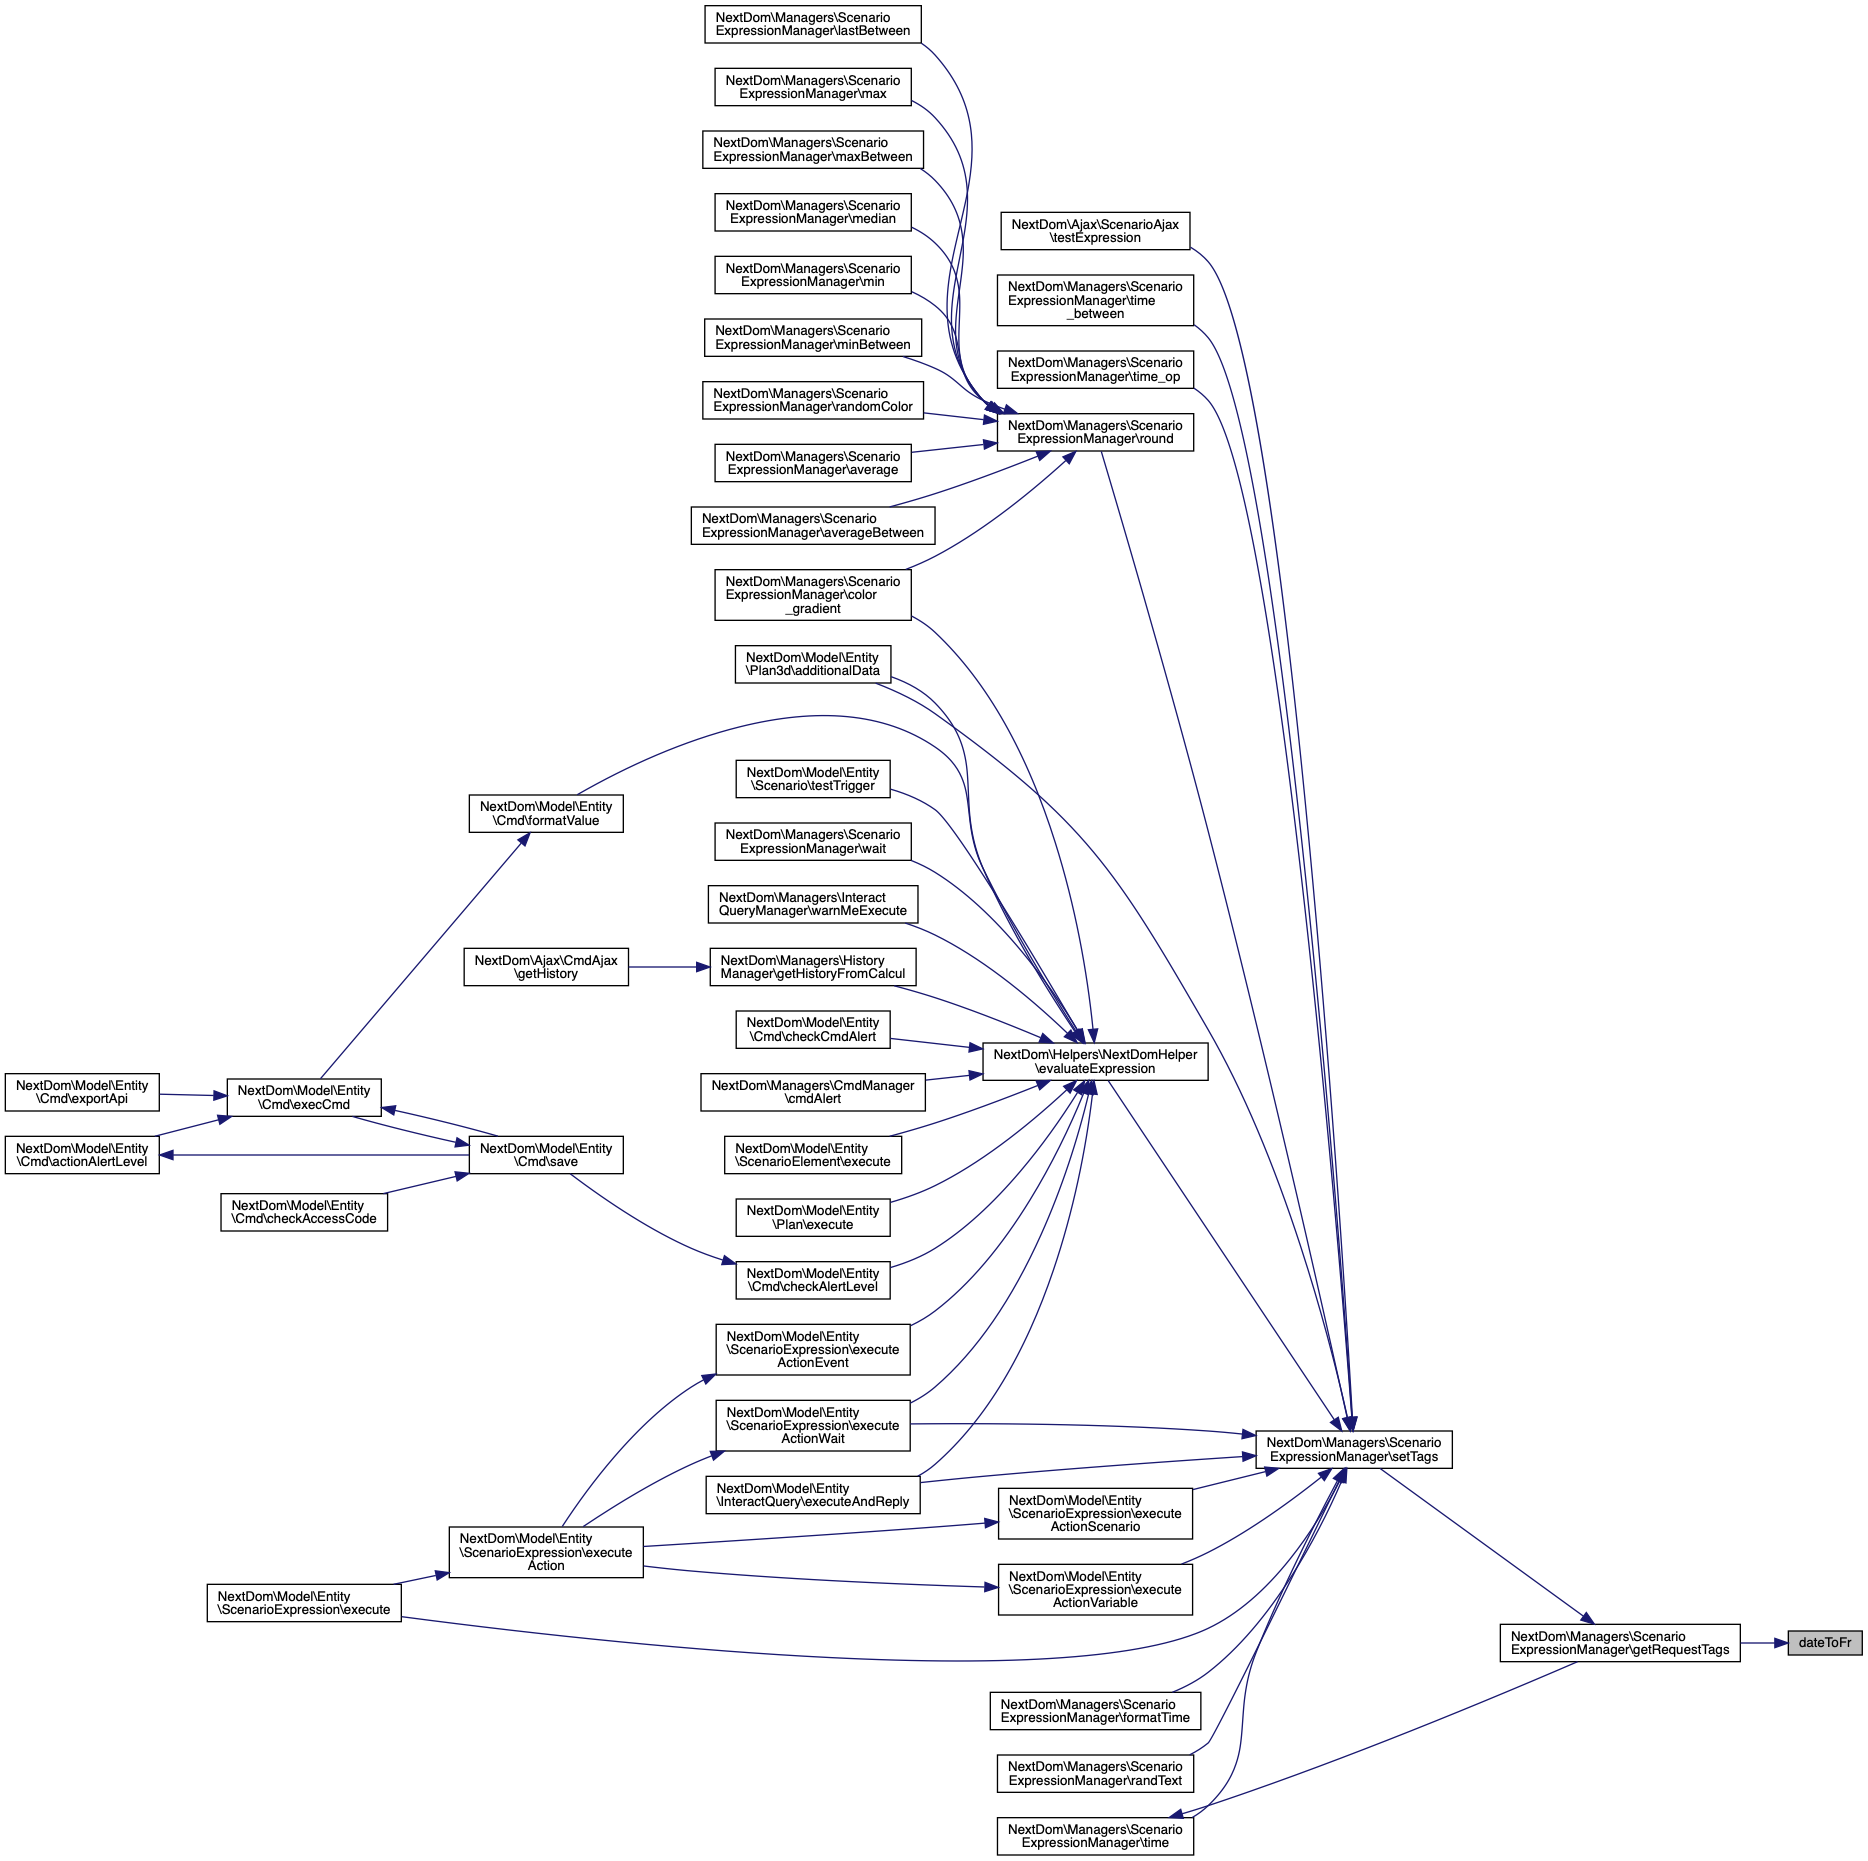 NextDom\Managers\Scenario
ExpressionManager\lastBetween
NextDom\Managers\Scenario
ExpressionManager\max
NextDom\Managers\Scenario
ExpressionManager\maxBetween
NextDom\Managers\Scenario
ExpressionManager\median
NextDom\Managers\Scenario
ExpressionManager\min
NextDom\Managers\Scenario
ExpressionManager\minBetween
NextDom\Managers\Scenario
ExpressionManager\randomColor
NextDom\Managers\Scenario
ExpressionManager\average
NextDom\Managers\Scenario
ExpressionManager\averageBetween
NextDom\Managers\Scenario
ExpressionManager\color
_gradient
NextDom\Ajax\ScenarioAjax
\testExpression
NextDom\Managers\Scenario
ExpressionManager\time
_between
NextDom\Managers\Scenario
ExpressionManager\time_op
NextDom\Managers\Scenario
ExpressionManager\round
NextDom\Model\Entity
\Plan3d\additionalData
NextDom\Model\Entity
\Scenario\testTrigger
NextDom\Model\Entity
\Cmd\formatValue
NextDom\Managers\Scenario
ExpressionManager\wait
NextDom\Managers\Interact
QueryManager\warnMeExecute
NextDom\Ajax\CmdAjax
\getHistory
NextDom\Managers\History
Manager\getHistoryFromCalcul
NextDom\Model\Entity
\Cmd\checkCmdAlert
NextDom\Helpers\NextDomHelper
\evaluateExpression
NextDom\Managers\CmdManager
\cmdAlert
NextDom\Model\Entity
\Cmd\exportApi
NextDom\Model\Entity
\Cmd\execCmd
NextDom\Model\Entity
\Cmd\actionAlertLevel
NextDom\Model\Entity
\Cmd\save
NextDom\Model\Entity
\ScenarioElement\execute
NextDom\Model\Entity
\Cmd\checkAccessCode
NextDom\Model\Entity
\Plan\execute
NextDom\Model\Entity
\Cmd\checkAlertLevel
NextDom\Model\Entity
\ScenarioExpression\execute
ActionEvent
NextDom\Model\Entity
\ScenarioExpression\execute
ActionWait
NextDom\Managers\Scenario
ExpressionManager\setTags
NextDom\Model\Entity
\InteractQuery\executeAndReply
NextDom\Model\Entity
\ScenarioExpression\execute
ActionScenario
NextDom\Model\Entity
\ScenarioExpression\execute
Action
NextDom\Model\Entity
\ScenarioExpression\execute
ActionVariable
NextDom\Model\Entity
\ScenarioExpression\execute
NextDom\Managers\Scenario
ExpressionManager\getRequestTags
dateToFr
NextDom\Managers\Scenario
ExpressionManager\formatTime
NextDom\Managers\Scenario
ExpressionManager\randText
NextDom\Managers\Scenario
ExpressionManager\time